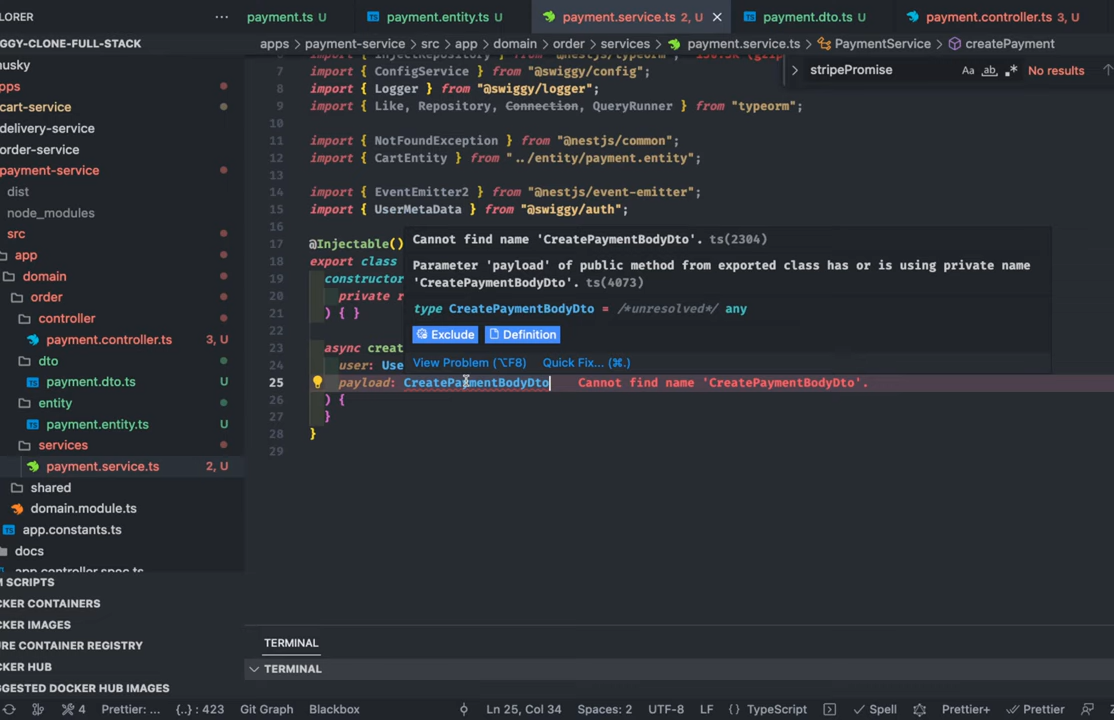 LORER ...
payment.ts U payment.entity.ts U payment.service.ts 2, U payment.dto.ts U payment.controller.ts 3, U
GGY-CLONE-FULL-STACK
apps > payment-service > src > app > domain > order > services > payment.service.ts > PaymentService > createPayment
stripePromise Aa ab No results
usky
pps
cart-service
delivery-service
order-service
payment-service
dist
node_modules
src
app
domain
order
controller
payment.controller.ts 3, U
dto
payment.dto.ts U
entity
payment.entity.ts U
services
payment.service.ts 2, U
shared
domain.module.ts
app.constants.ts
docs
M SCRIPTS
CKER CONTAINERS
CKER IMAGES
URE CONTAINER REGISTRY
CKER HUB
GGESTED DOCKER HUB IMAGES
7 import { ConfigService } from "@swiggy/config";
8 import { Logger } from "@swiggy/logger";
9 import { Like, Repository, Connection, QueryRunner } from "typeorm";
10
11 import { NotFoundException } from "@nestjs/common";
12 import { CartEntity } from "../entity/payment.entity";
13
14 import { EventEmitter2 } from "@nestjs/event-emitter";
15 import { UserMetaData } from "@swiggy/auth";
16
17 @Injectable()
18 export class
19 constructor
20 private r
21 ) { }
22
23 async creat
24 user: Use
25 payload: CreatePaymentBodyDto Cannot find name 'CreatePaymentBodyDto'.
26 ) {
27 }
28 }
29
Cannot find name 'CreatePaymentBodyDto'. ts(2304)
Parameter 'payload' of public method from exported class has or is using private name
'CreatePaymentBodyDto'. ts(4073)
type CreatePaymentBodyDto = /*unresolved*/ any
Exclude Definition
View Problem (⌥F8) Quick Fix... (⌘.)
TERMINAL
TERMINAL
4 Prettier: ... {..} : 423 Git Graph Blackbox Ln 25, Col 34 Spaces: 2 UTF-8 LF {} TypeScript Spell Prettier+ Prettier